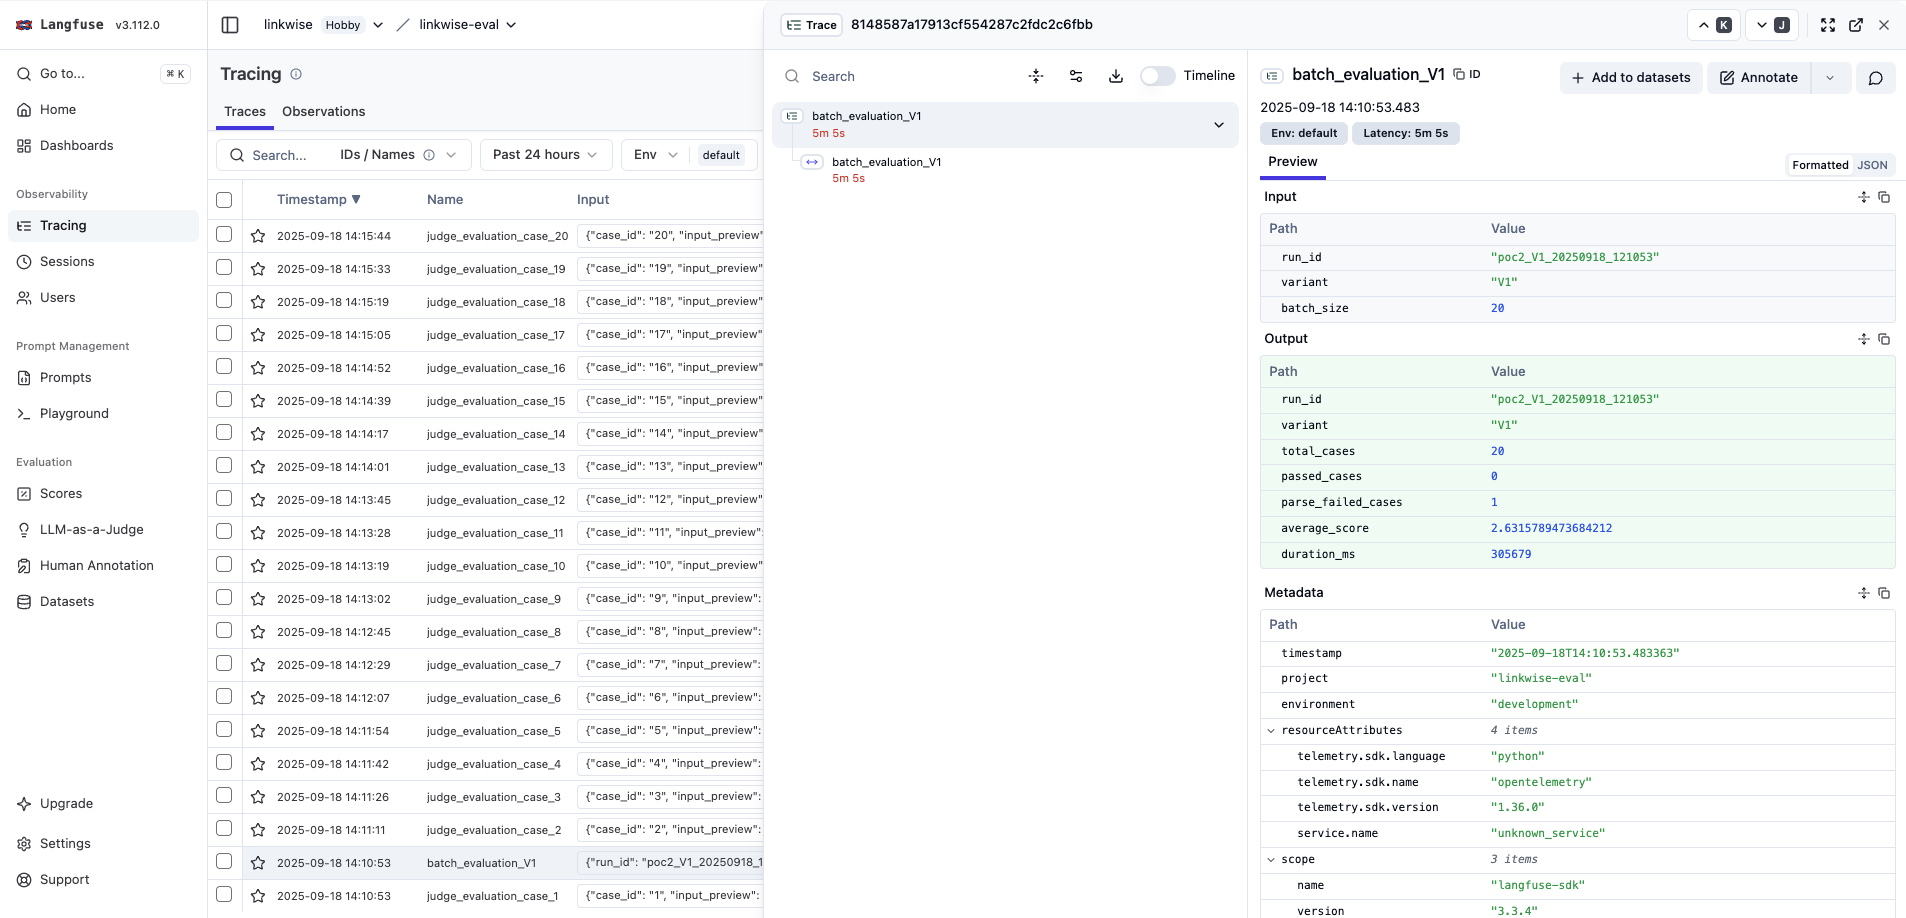 Langfuse v3.112.0
Go to... ⌘ K
Home
Dashboards
Observability
Tracing
Sessions
Users
Prompt Management
Prompts
Playground
Evaluation
Scores
LLM-as-a-Judge
Human Annotation
Datasets
Upgrade
Settings
Support
linkwise Hobby linkwise-eval
Tracing
Traces Observations
Search... IDs / Names Past 24 hours Env default
Timestamp ▼ Name Input
2025-09-18 14:15:44 judge_evaluation_case_20 {"case_id": "20", "input_preview"
2025-09-18 14:15:33 judge_evaluation_case_19 {"case_id": "19", "input_preview"
2025-09-18 14:15:19 judge_evaluation_case_18 {"case_id": "18", "input_preview"
2025-09-18 14:15:05 judge_evaluation_case_17 {"case_id": "17", "input_preview"
2025-09-18 14:14:52 judge_evaluation_case_16 {"case_id": "16", "input_preview"
2025-09-18 14:14:39 judge_evaluation_case_15 {"case_id": "15", "input_preview"
2025-09-18 14:14:17 judge_evaluation_case_14 {"case_id": "14", "input_preview"
2025-09-18 14:14:01 judge_evaluation_case_13 {"case_id": "13", "input_preview"
2025-09-18 14:13:45 judge_evaluation_case_12 {"case_id": "12", "input_preview"
2025-09-18 14:13:28 judge_evaluation_case_11 {"case_id": "11", "input_preview":
2025-09-18 14:13:19 judge_evaluation_case_10 {"case_id": "10", "input_preview"
2025-09-18 14:13:02 judge_evaluation_case_9 {"case_id": "9", "input_preview":
2025-09-18 14:12:45 judge_evaluation_case_8 {"case_id": "8", "input_preview":
2025-09-18 14:12:29 judge_evaluation_case_7 {"case_id": "7", "input_preview":
2025-09-18 14:12:07 judge_evaluation_case_6 {"case_id": "6", "input_preview":
2025-09-18 14:11:54 judge_evaluation_case_5 {"case_id": "5", "input_preview":
2025-09-18 14:11:42 judge_evaluation_case_4 {"case_id": "4", "input_preview":
2025-09-18 14:11:26 judge_evaluation_case_3 {"case_id": "3", "input_preview":
2025-09-18 14:11:11 judge_evaluation_case_2 {"case_id": "2", "input_preview":
2025-09-18 14:10:53 batch_evaluation_V1 {"run_id": "poc2_V1_20250918_1
2025-09-18 14:10:53 judge_evaluation_case_1 {"case_id": "1", "input_preview":
Trace 8148587a17913cf554287c2fdc2c6fbb K J
Search Timeline
batch_evaluation_V1
5m 5s
batch_evaluation_V1
5m 5s
batch_evaluation_V1 ID Add to datasets Annotate
2025-09-18 14:10:53.483
Env: default Latency: 5m 5s
Preview Formatted JSON
Input
Path Value
run_id "poc2_V1_20250918_121053"
variant "V1"
batch_size 20
Output
Path Value
run_id "poc2_V1_20250918_121053"
variant "V1"
total_cases 20
passed_cases 0
parse_failed_cases 1
average_score 2.6315789473684212
duration_ms 305679
Metadata
Path Value
timestamp "2025-09-18T14:10:53.483363"
project "linkwise-eval"
environment "development"
resourceAttributes 4 items
telemetry.sdk.language "python"
telemetry.sdk.name "opentelemetry"
telemetry.sdk.version "1.36.0"
service.name "unknown_service"
scope 3 items
name "langfuse-sdk"
version "3.3.4"